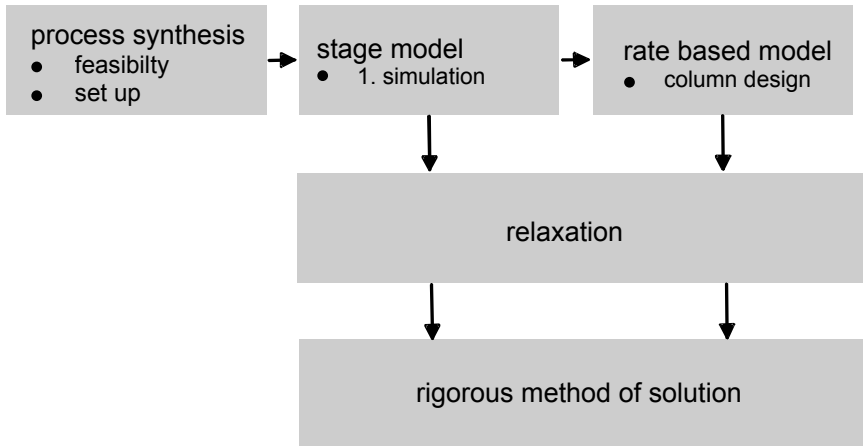 process synthesis
● feasibilty
● set up
stage model
● 1. simulation
rate based model
● column design
relaxation
rigorous method of solution